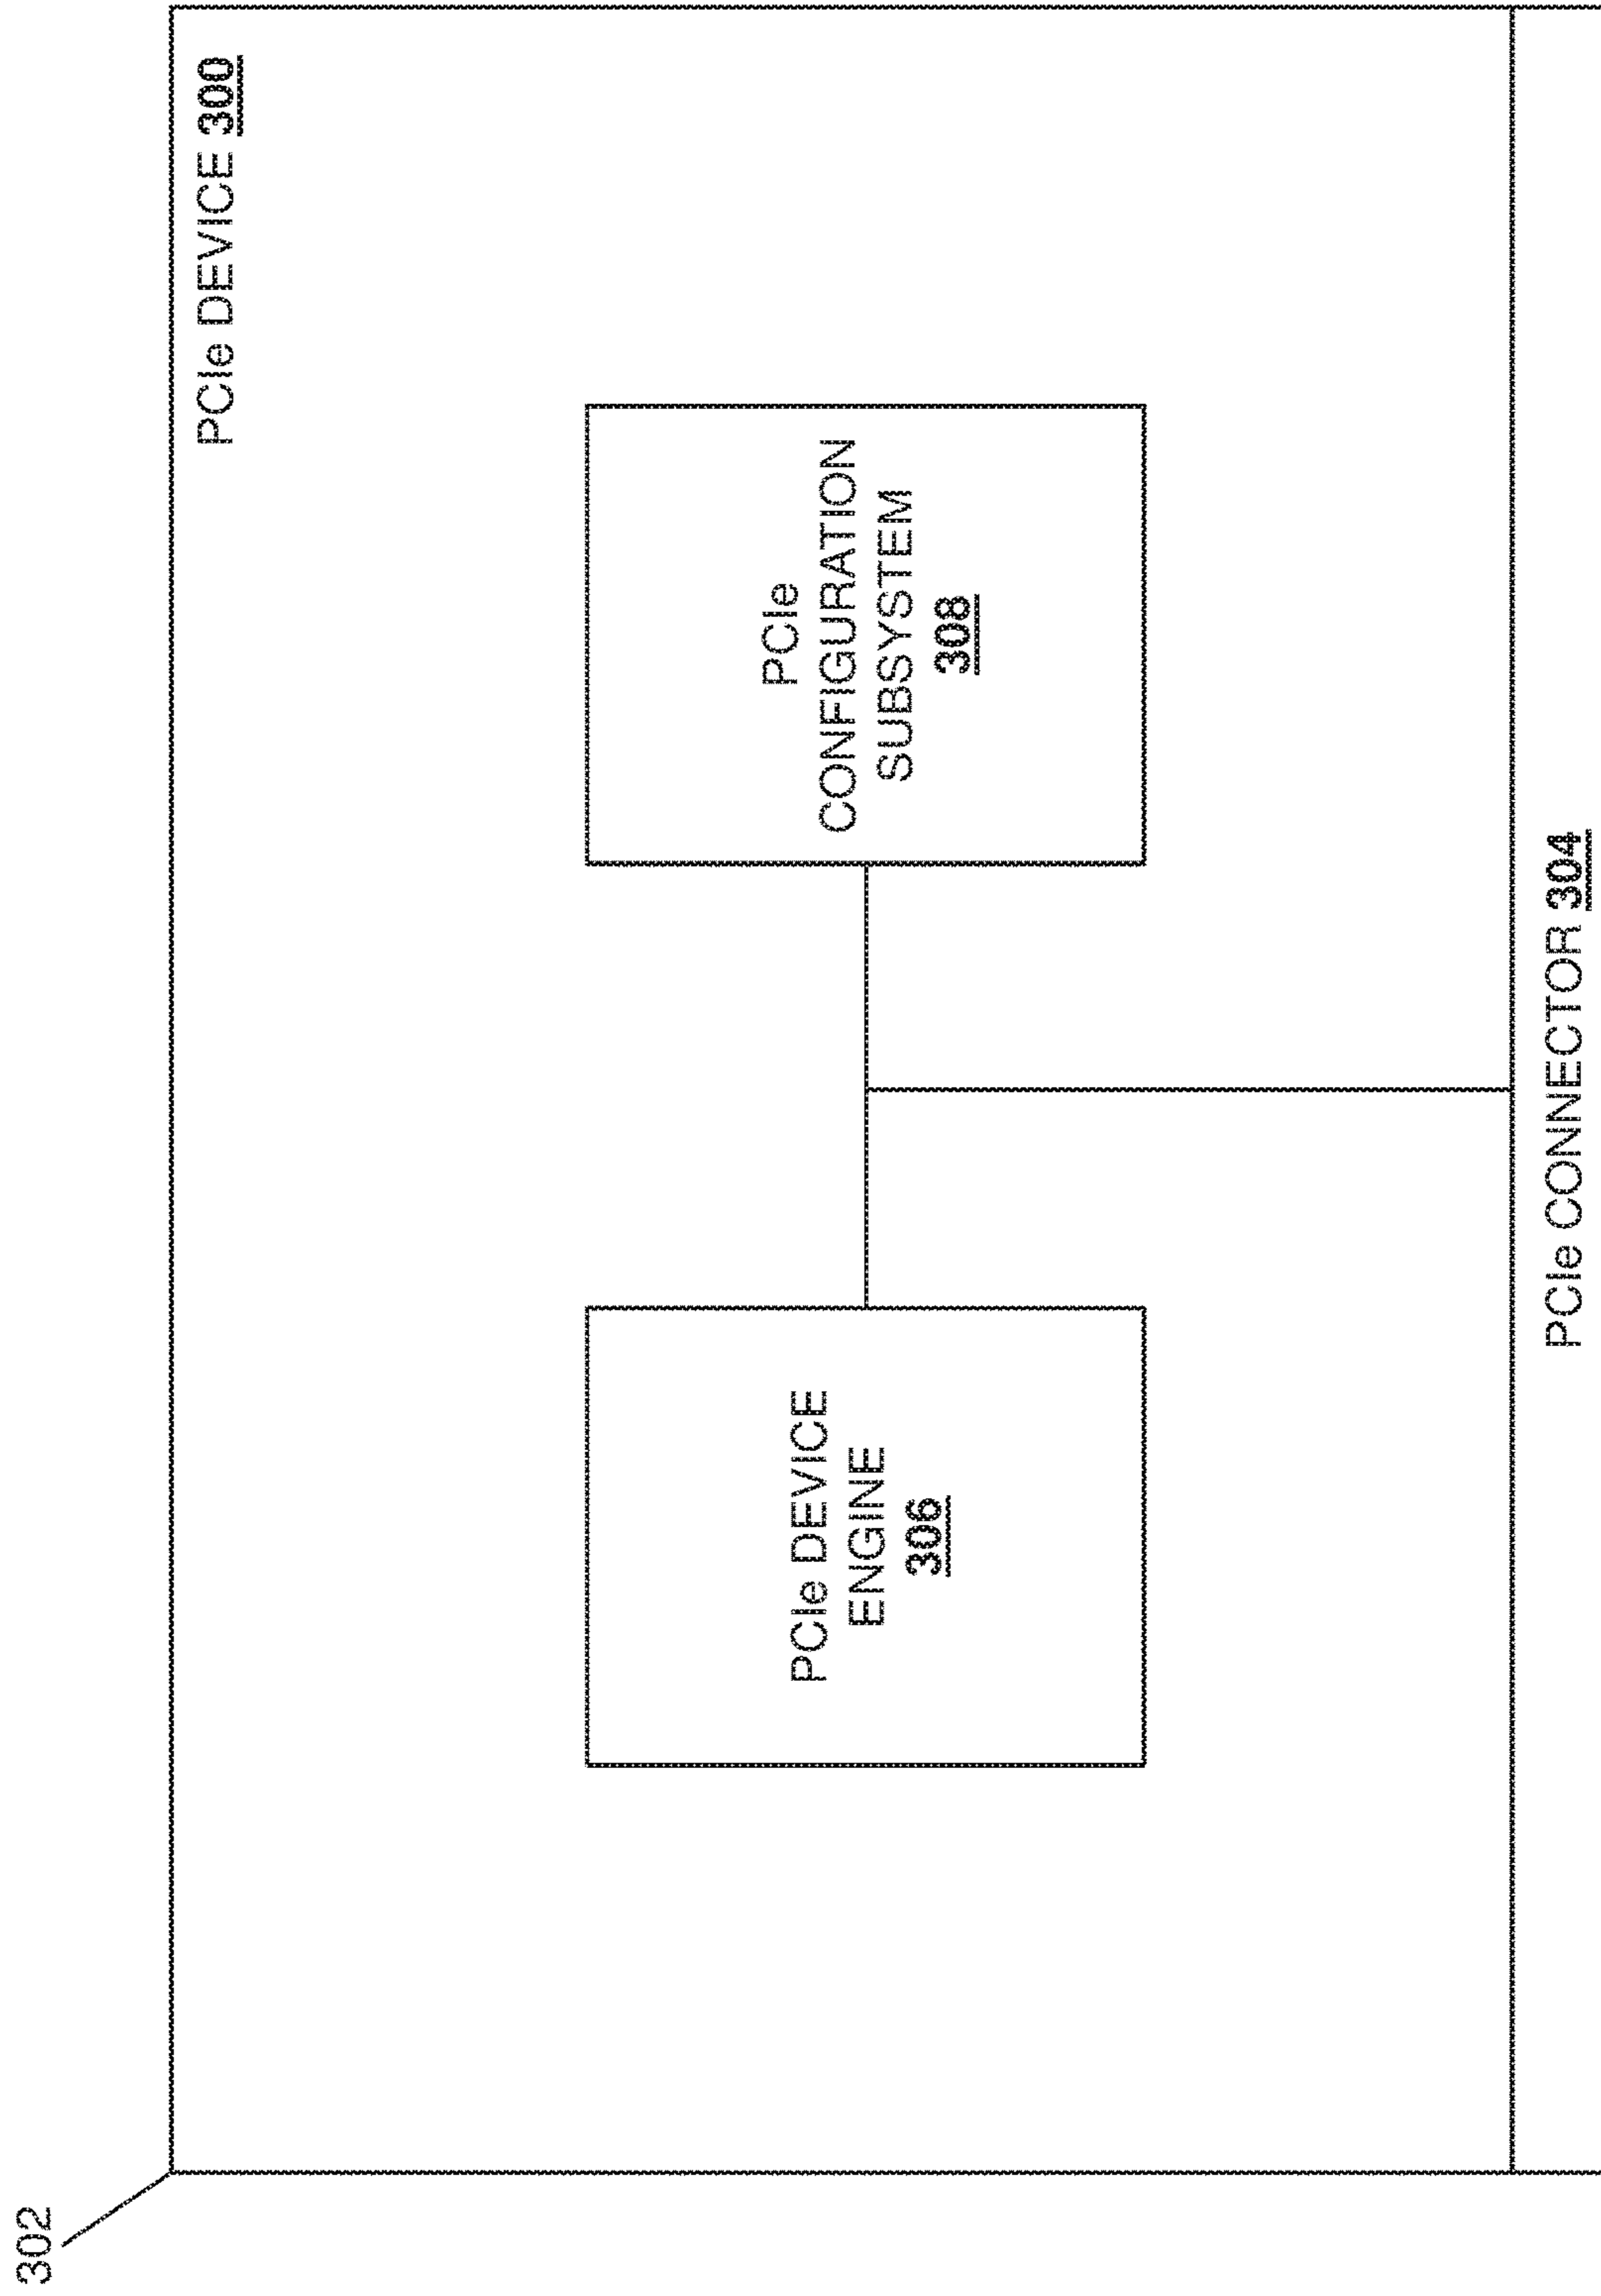 302
PCIe DEVICE 300
PCIe DEVICE
ENGINE
306
PCIe
CONFIGURATION
SUBSYSTEM
308
PCIe CONNECTOR 304